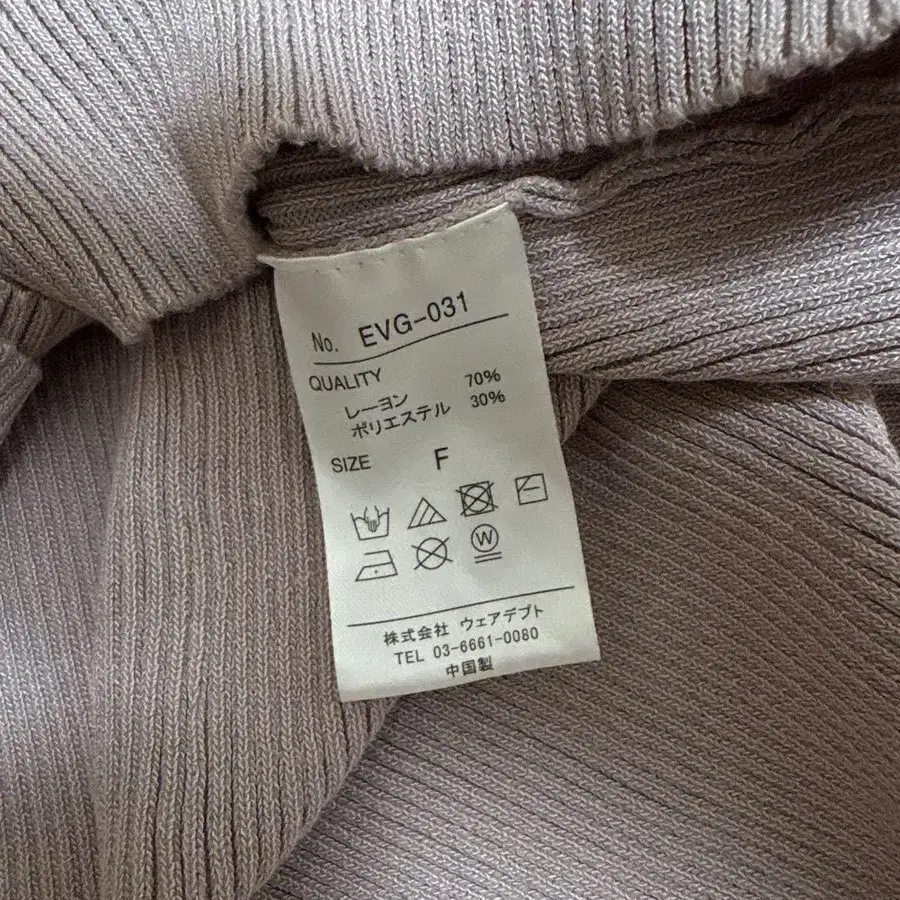 No. EVG-031
QUALITY
レーヨン 70%
ポリエステル 30%
SIZE F
W
株式会社 ウェアデプト
TEL 03-6661-0080
中国製